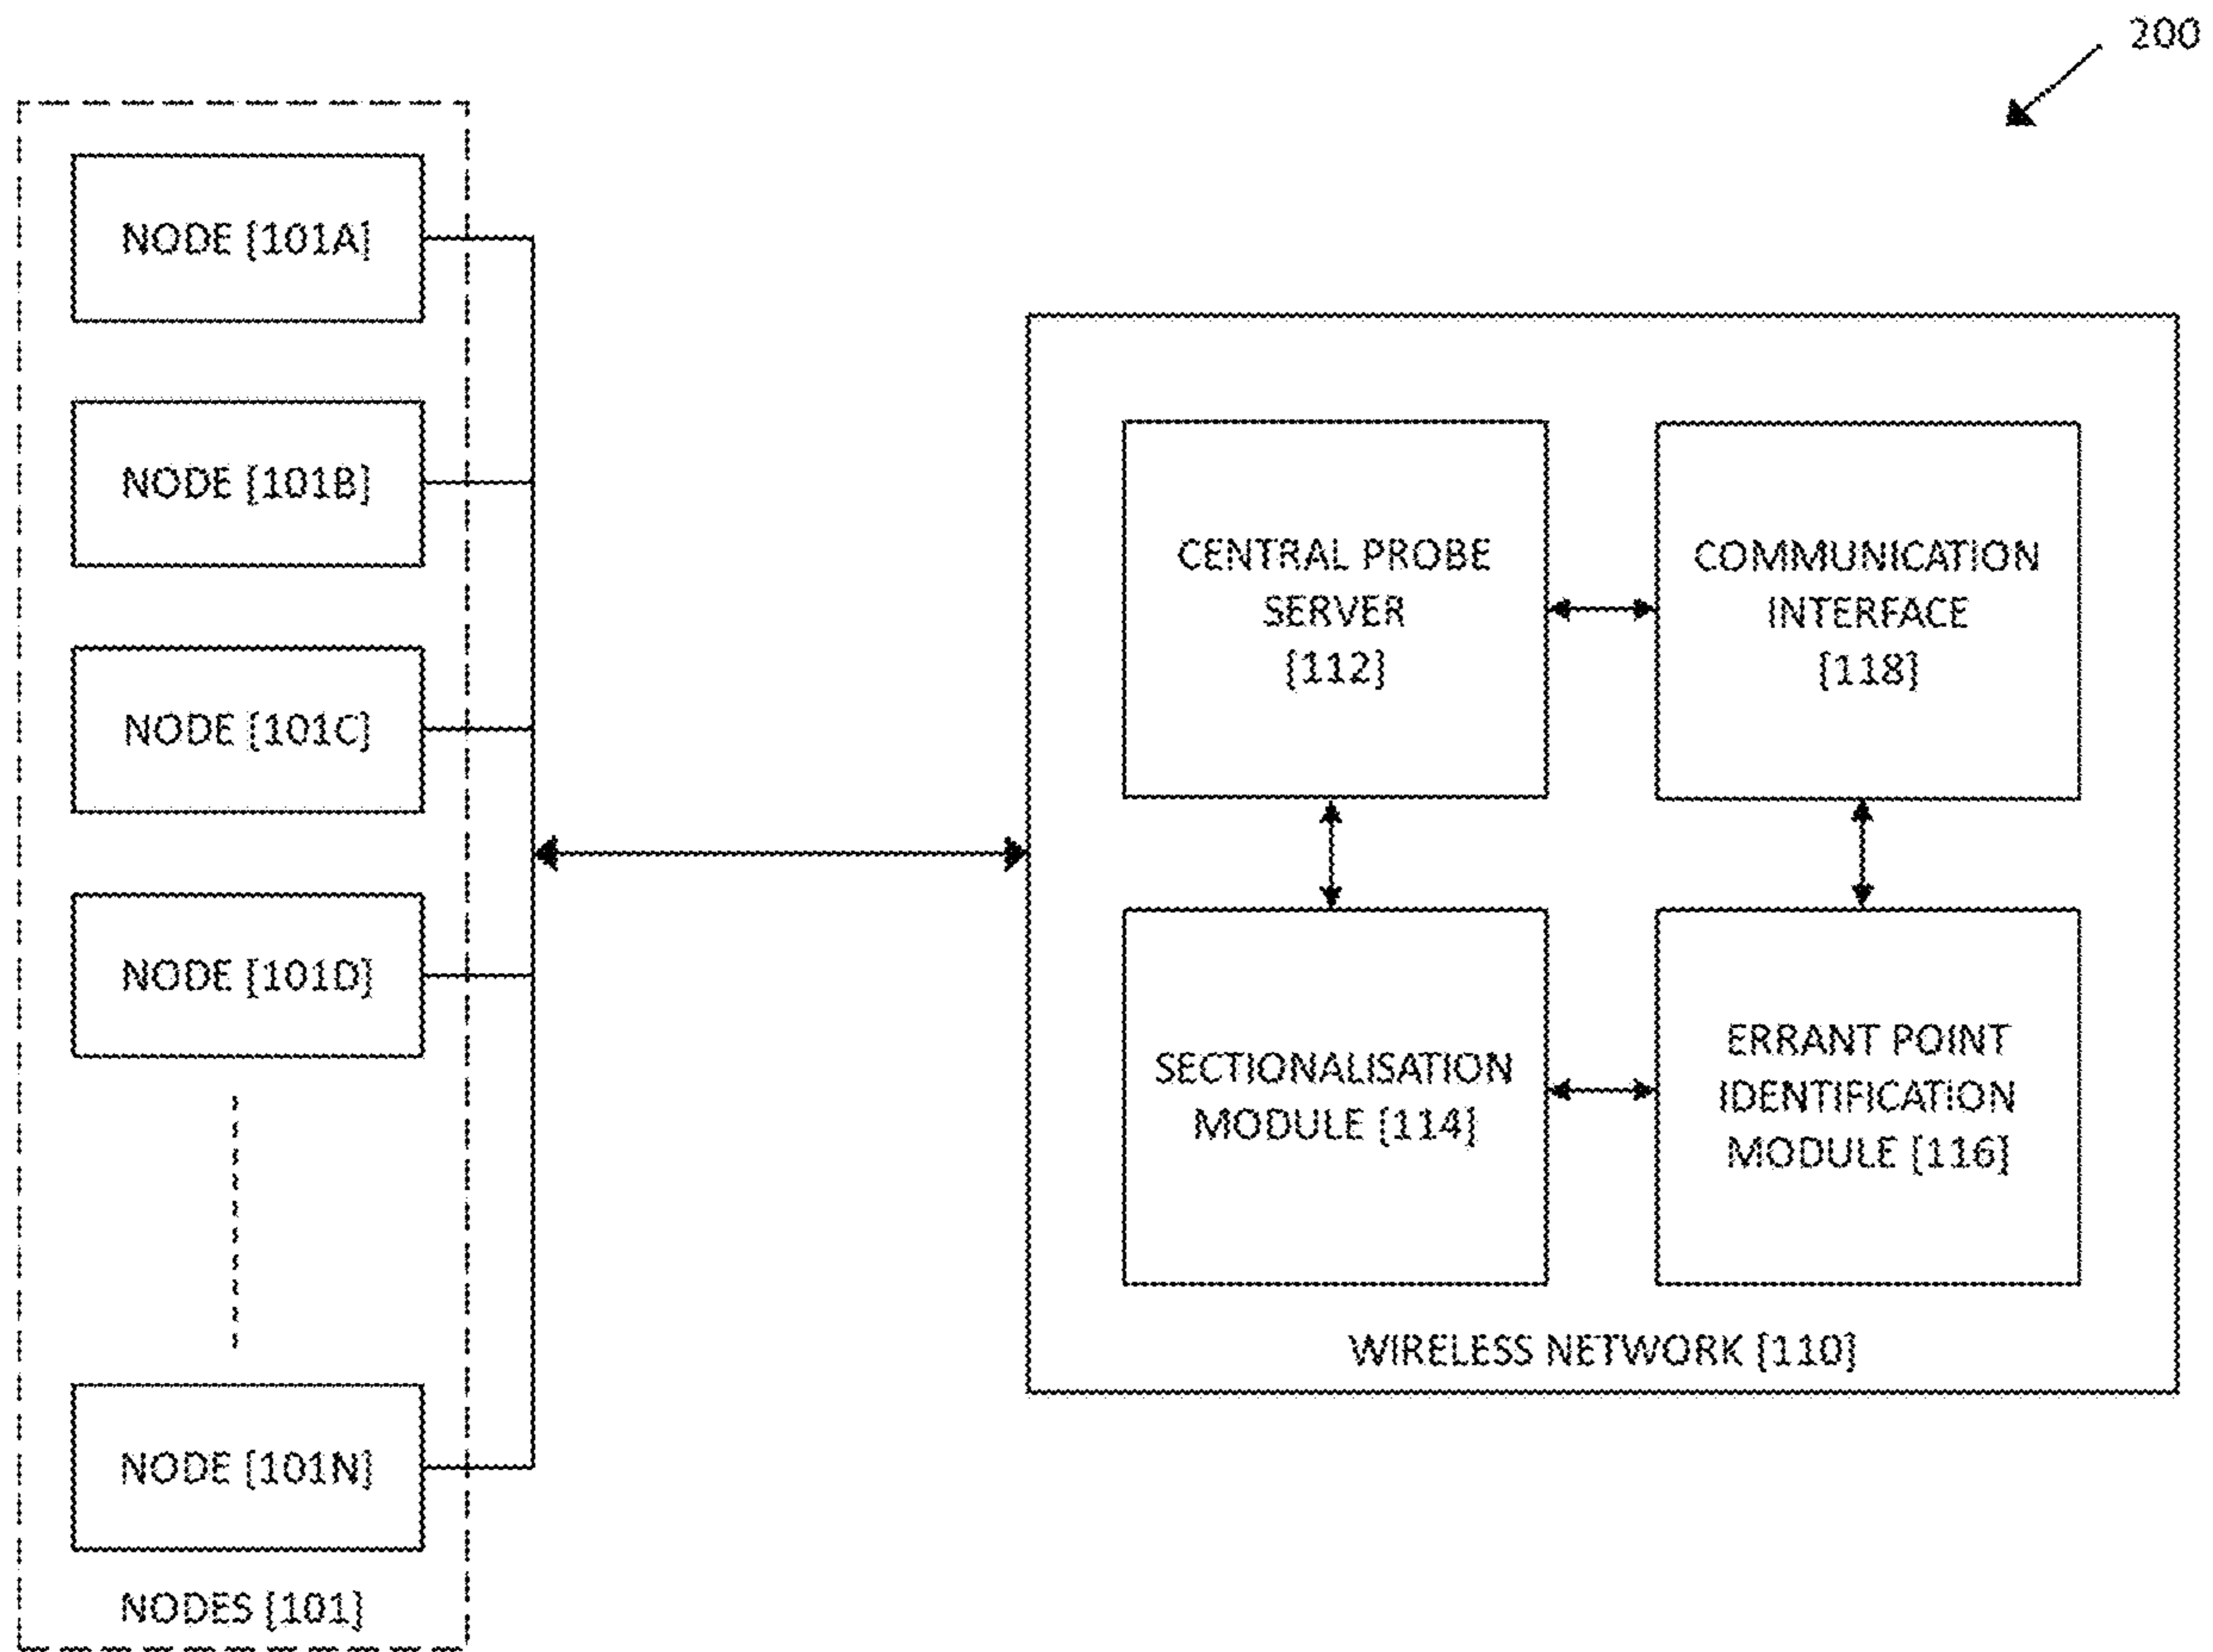 200
NODE [101A]
NODE [101B]
NODE [101C]
NODE [101D]
NODE [101N]
NODES [101]
CENTRAL PROBE
SERVER
[112]
COMMUNICATION
INTERFACE
[118]
SECTIONALISATION
MODULE [114]
ERRANT POINT
IDENTIFICATION
MODULE [116]
WIRELESS NETWORK [110]